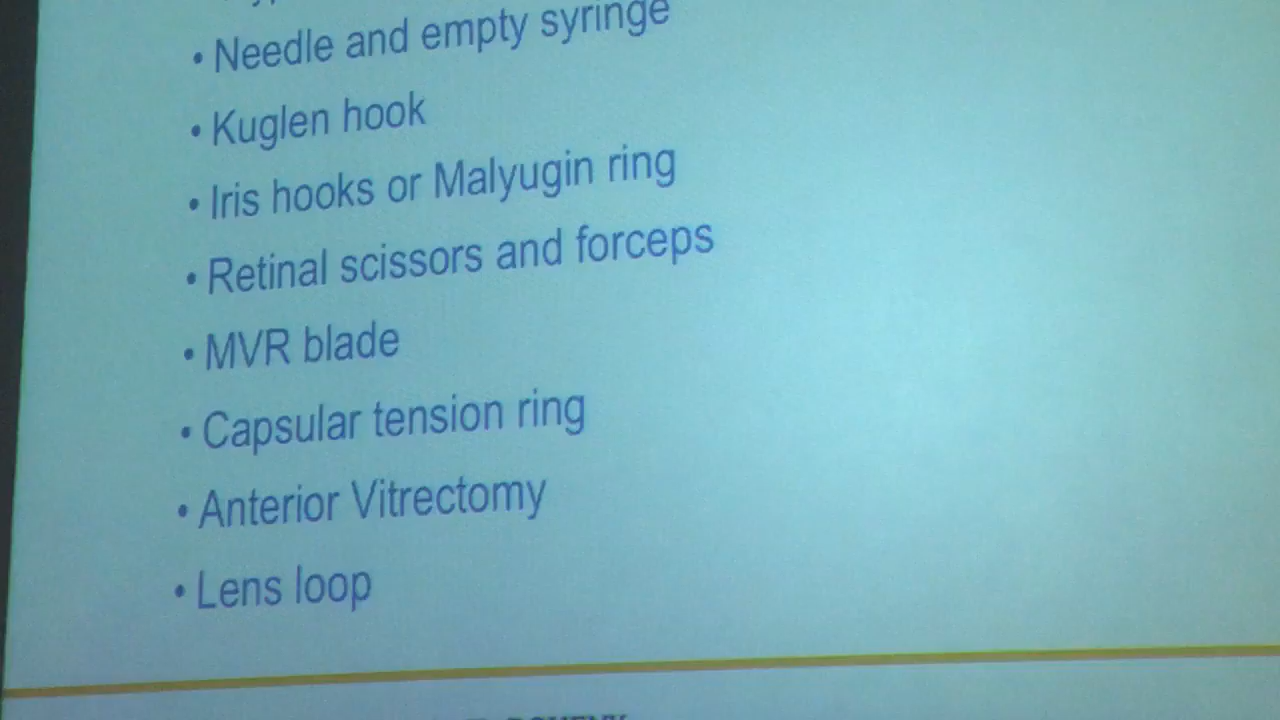 • Needle and empty syringe
• Kuglen hook
• Iris hooks or Malyugin ring
• Retinal scissors and forceps
• MVR blade
• Capsular tension ring
• Anterior Vitrectomy
• Lens loop